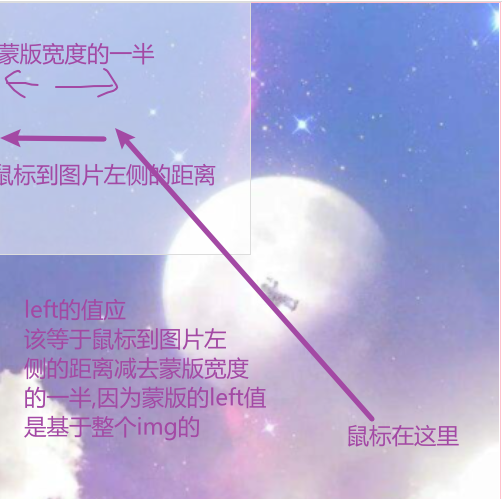 蒙版宽度的一半
鼠标到图片左侧的距离
left的值应
该等于鼠标到图片左
侧的距离减去蒙版宽度
的一半,因为蒙版的left值
是基于整个img的
鼠标在这里